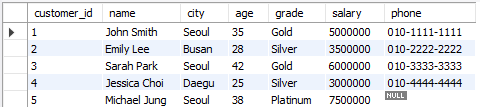 customer_id name city age grade salary phone
1 John Smith Seoul 35 Gold 5000000 010-1111-1111
2 Emily Lee Busan 28 Silver 3500000 010-2222-2222
3 Sarah Park Seoul 42 Gold 6000000 010-3333-3333
4 Jessica Choi Daegu 25 Silver 3000000 010-4444-4444
5 Michael Jung Seoul 38 Platinum 7500000 NULL